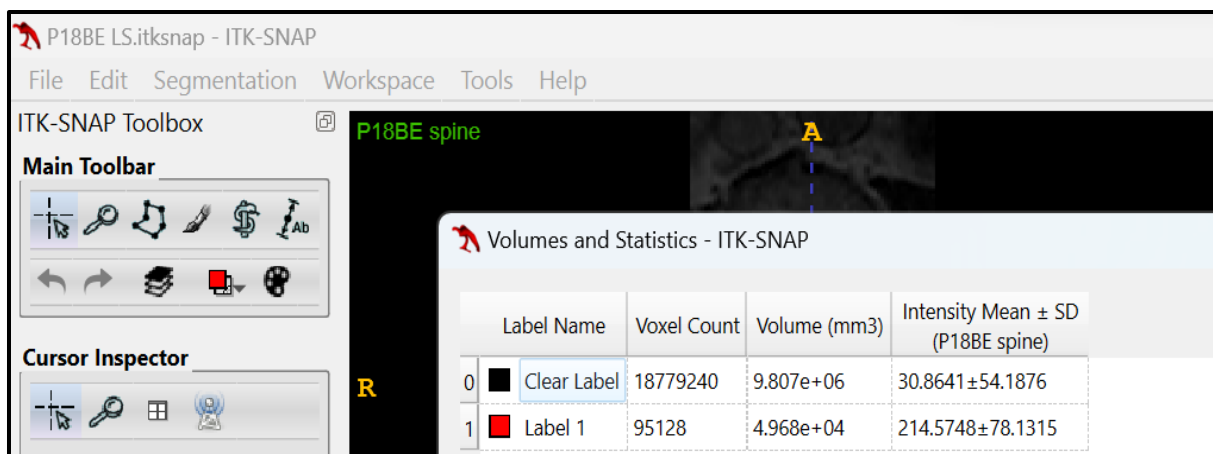 P18BE LS.itksnap - ITK-SNAP
File Edit Segmentation Workspace Tools Help
ITK-SNAP Toolbox
P18BE spine
A
Main Toolbar
Ab
Volumes and Statistics - ITK-SNAP
Label Name Voxel Count Volume (mm3) Intensity Mean ± SD
(P18BE spine)
Cursor Inspector
R
0 Clear Label 18779240 9.807e+06 30.8641±54.1876
1 Label 1 95128 4.968e+04 214.5748±78.1315